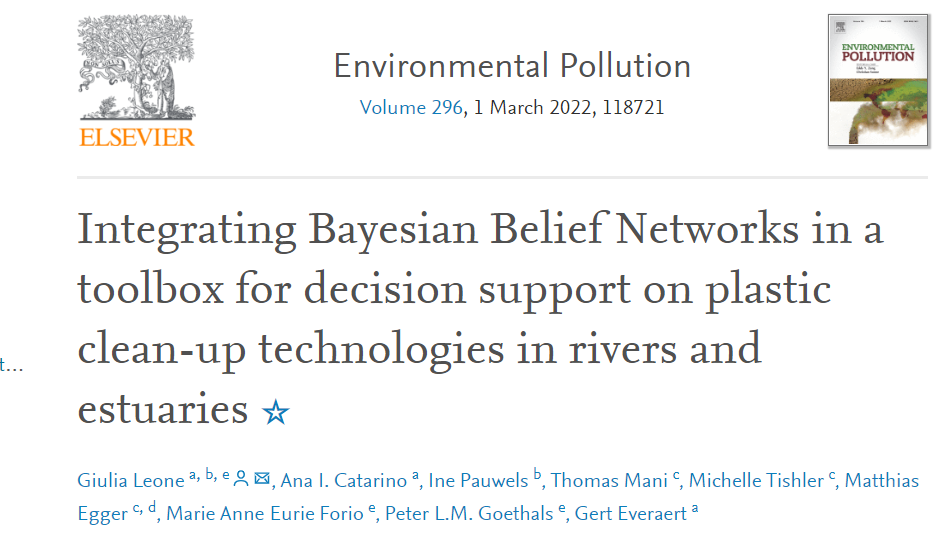 Environmental Pollution
ENVIRONMENTAL
POLLUTION
Volume 296, 1 March 2022, 118721
ELSEVIER
Integrating Bayesian Belief Networks in a
toolbox for decision support on plastic
clean-up technologies in rivers and
t...
estuaries ☆
Giulia Leone a, b, e, Ana I. Catarino a, Ine Pauwels b, Thomas Mani c, Michelle Tishler c, Matthias
Egger c, d, Marie Anne Eurie Forio e, Peter L.M. Goethals e, Gert Everaert a